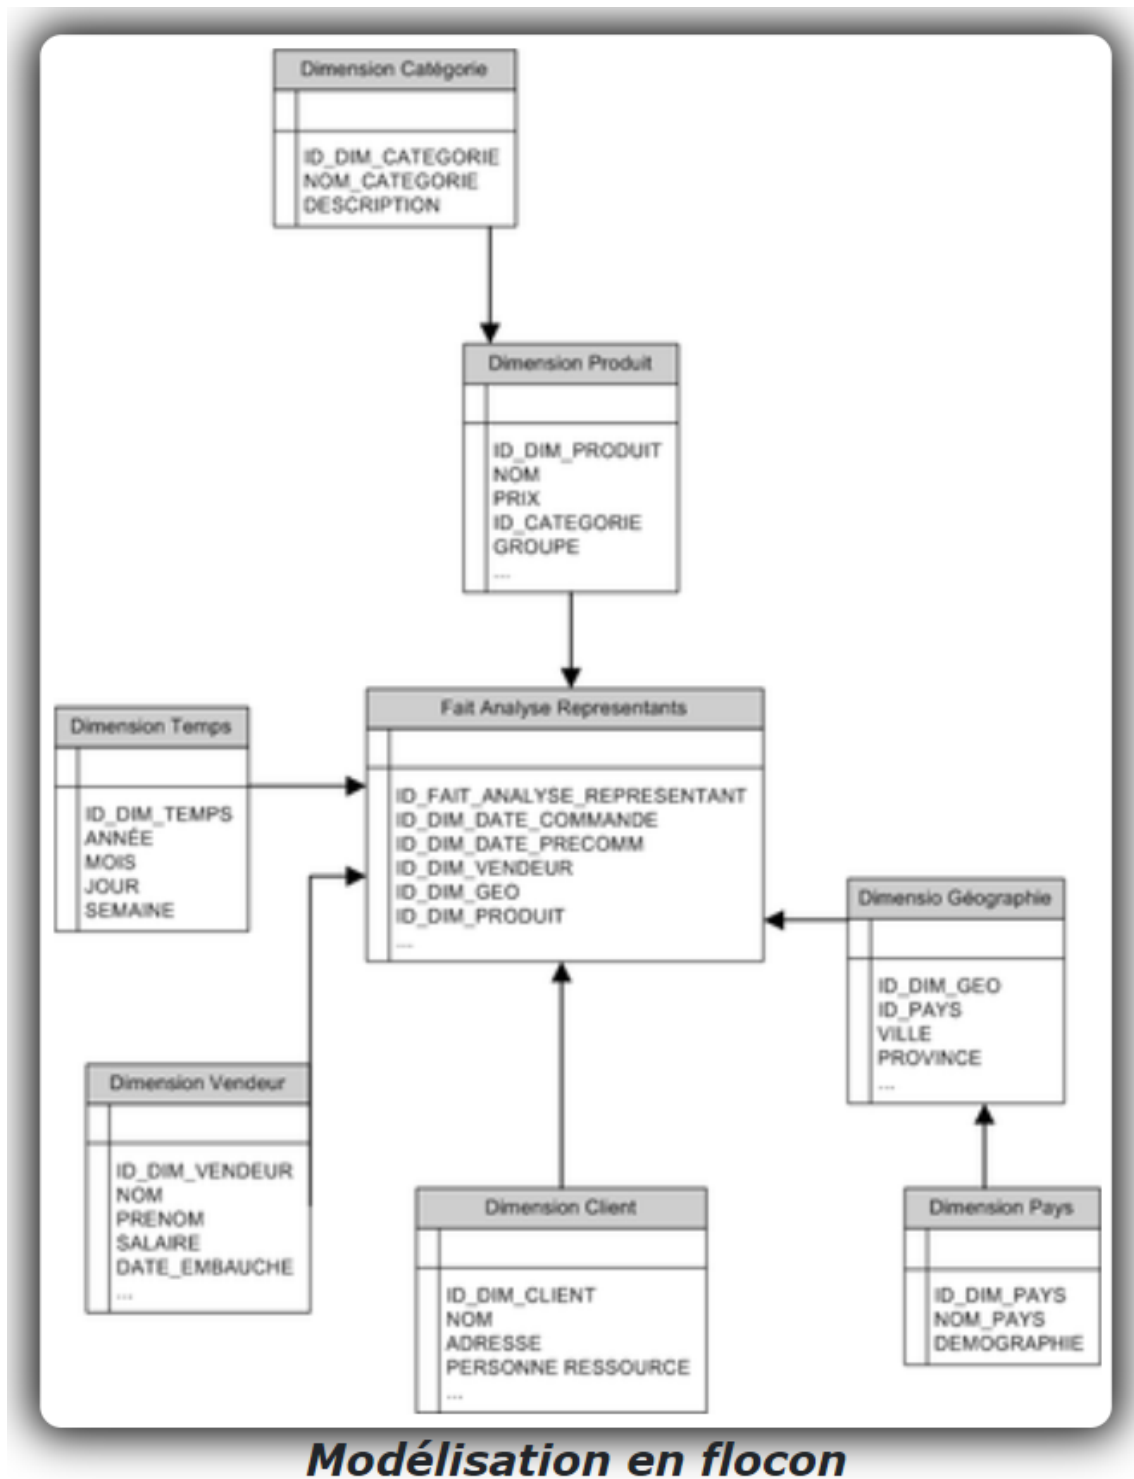 Dimension Catégorie
ID_DIM_CATEGORIE
NOM_CATEGORIE
DESCRIPTION
Dimension Produit
ID_DIM_PRODUIT
NOM
PRIX
ID_CATEGORIE
GROUPE
...
Fait Analyse Representants
ID_FAIT_ANALYSE_REPRESENTANT
ID_DIM_DATE_COMMANDE
ID_DIM_DATE_PRECOMM
ID_DIM_VENDEUR
ID_DIM_GEO
ID_DIM_PRODUIT
....
Dimension Temps
ID_DIM_TEMPS
ANNÉE
MOIS
JOUR
SEMAINE
Dimensio Géographie
ID_DIM_GEO
ID_PAYS
VILLE
PROVINCE
...
Dimension Vendeur
ID_DIM_VENDEUR
NOM
PRENOM
SALAIRE
DATE_EMBAUCHE
...
Dimension Client
ID_DIM_CLIENT
NOM
ADRESSE
PERSONNE RESSOURCE
...
Dimension Pays
ID_DIM_PAYS
NOM_PAYS
DEMOGRAPHIE
Modélisation en flocon